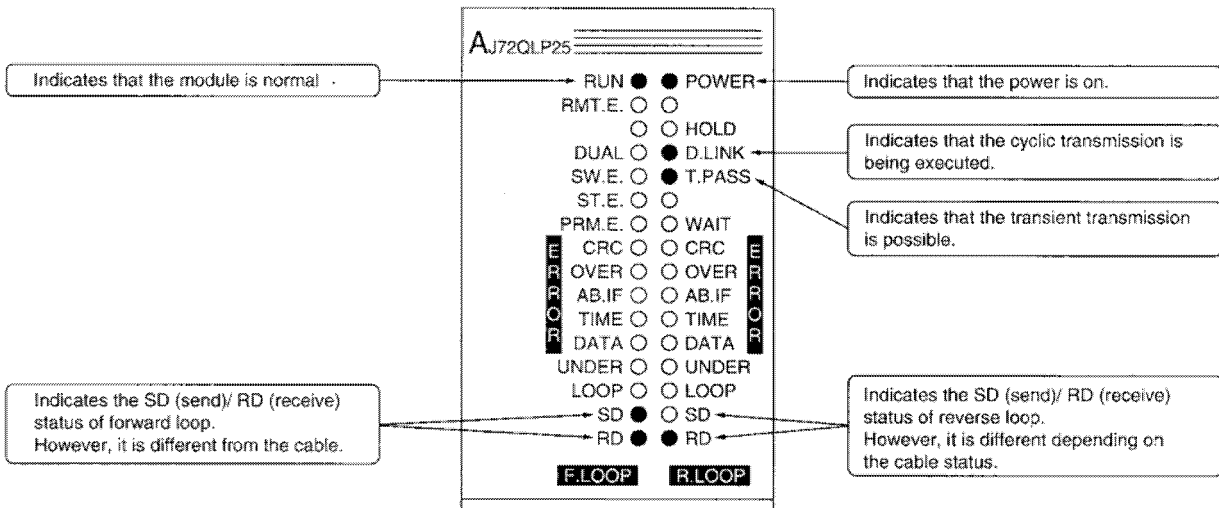 AJ72QLP25
Indicates that the module is normal
RUN POWER
Indicates that the power is on.
RMT.E.
HOLD
DUAL D.LINK
Indicates that the cyclic transmission is
being executed.
SW.E. T.PASS
ST.E.
Indicates that the transient transmission
is possible.
PRM.E. WAIT
CRC CRC
OVER OVER
AB.IF AB.IF
TIME TIME
DATA DATA
ERROR ERROR
UNDER UNDER
LOOP LOOP
SD SD
RD RD
Indicates the SD (send)/ RD (receive)
status of forward loop.
However, it is different from the cable.
Indicates the SD (send)/ RD (receive)
status of reverse loop.
However, it is different depending on
the cable status.
F.LOOP R.LOOP